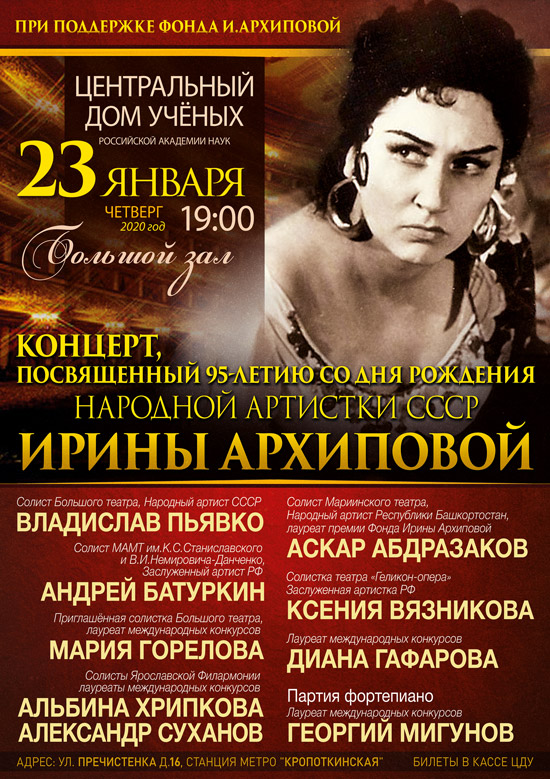 ПРИ ПОДДЕРЖКЕ ФОНДА И.АРХИПОВОЙ
ЦЕНТРАЛЬНЫЙ
ДОМ УЧЁНЫХ
РОССИЙСКОЙ АКАДЕМИИ НАУК
23 ЯНВАРЯ
ЧЕТВЕРГ
2020 год
19:00
Большой зал
КОНЦЕРТ,
ПОСВЯЩЕННЫЙ 95-ЛЕТИЮ СО ДНЯ РОЖДЕНИЯ
НАРОДНОЙ АРТИСТКИ СССР
ИРИНЫ АРХИПОВОЙ
Солист Большого театра, Народный артист СССР
ВЛАДИСЛАВ ПЬЯВКО
Солист МАМТ им.К.С.Станиславского
и В.И.Немировича-Данченко,
Заслуженный артист РФ
АНДРЕЙ БАТУРКИН
Приглашённая солистка Большого театра,
лауреат международных конкурсов
МАРИЯ ГОРЕЛОВА
Солисты Ярославской Филармонии
лауреаты международных конкурсов
АЛЬБИНА ХРИПКОВА
АЛЕКСАНДР СУХАНОВ
Солист Мариинского театра,
Народный артист Республики Башкортостан,
лауреат премии Фонда Ирины Архиповой
АСКАР АБДРАЗАКОВ
Солистка театра «Геликон-опера»
Заслуженная артистка РФ
КСЕНИЯ ВЯЗНИКОВА
Лауреат международных конкурсов
ДИАНА ГАФАРОВА
Партия фортепиано
Лауреат международных конкурсов
ГЕОРГИЙ МИГУНОВ
АДРЕС: УЛ. ПРЕЧИСТЕНКА Д.16, СТАНЦИЯ МЕТРО "КРОПОТКИНСКАЯ" БИЛЕТЫ В КАССЕ ЦДУ